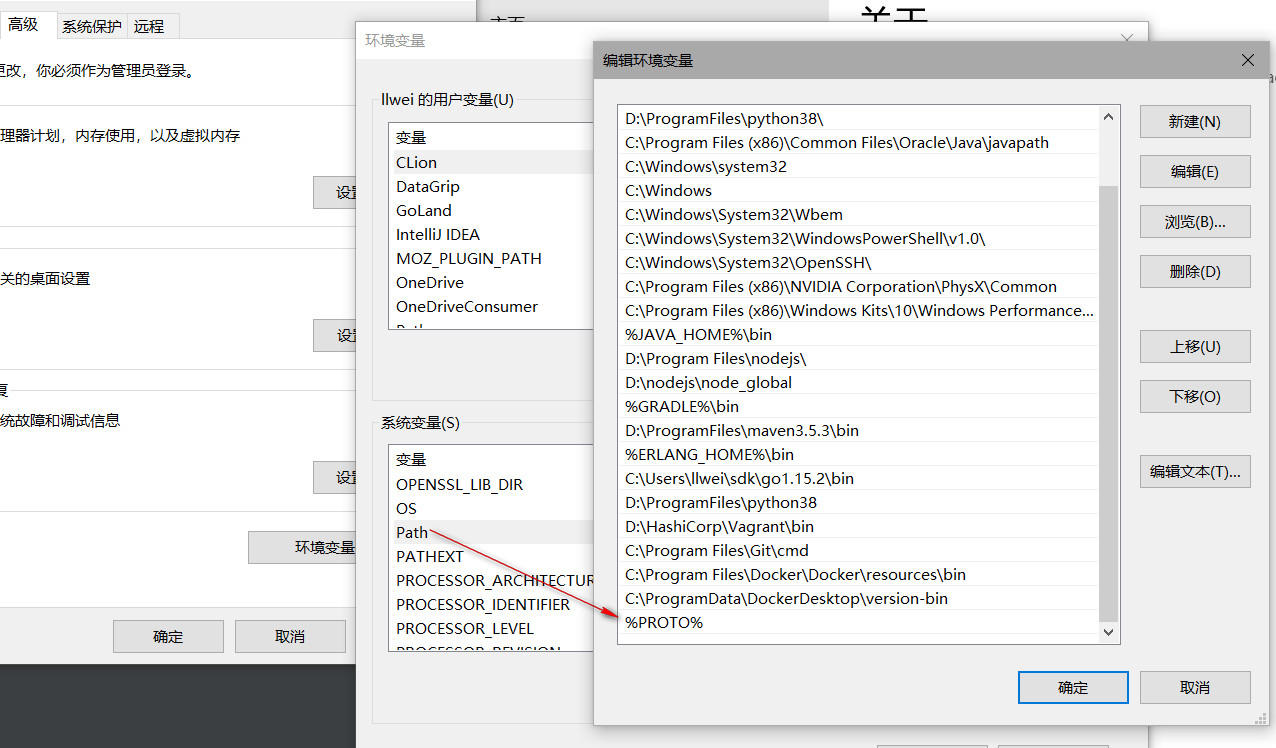 主页
关于
高级
系统保护
远程
更改，你必须作为管理员登录。
理器计划，内存使用，以及虚拟内存
关的桌面设置
统故障和调试信息
环境变量
确定
取消
环境变量
llwei 的用户变量(U)
变量
CLion
DataGrip
GoLand
IntelliJ IDEA
MOZ_PLUGIN_PATH
OneDrive
OneDriveConsumer
系统变量(S)
变量
OPENSSL_LIB_DIR
OS
Path
PATHEXT
PROCESSOR_ARCHITECTUR
PROCESSOR_IDENTIFIER
PROCESSOR_LEVEL
PROCESSOR_REVISION
编辑环境变量
D:\ProgramFiles\python38\
C:\Program Files (x86)\Common Files\Oracle\Java\javapath
C:\Windows\system32
C:\Windows
C:\Windows\System32\Wbem
C:\Windows\System32\WindowsPowerShell\v1.0\
C:\Windows\System32\OpenSSH\
C:\Program Files (x86)\NVIDIA Corporation\PhysX\Common
C:\Program Files (x86)\Windows Kits\10\Windows Performance...
%JAVA_HOME%\bin
D:\Program Files\nodejs\
D:\nodejs\node_global
%GRADLE%\bin
D:\ProgramFiles\maven3.5.3\bin
%ERLANG_HOME%\bin
C:\Users\llwei\sdk\go1.15.2\bin
D:\ProgramFiles\python38
D:\HashiCorp\Vagrant\bin
C:\Program Files\Git\cmd
C:\Program Files\Docker\Docker\resources\bin
C:\ProgramData\DockerDesktop\version-bin
%PROTO%
新建(N)
编辑(E)
浏览(B)...
删除(D)
上移(U)
下移(O)
编辑文本(T)...
确定
取消